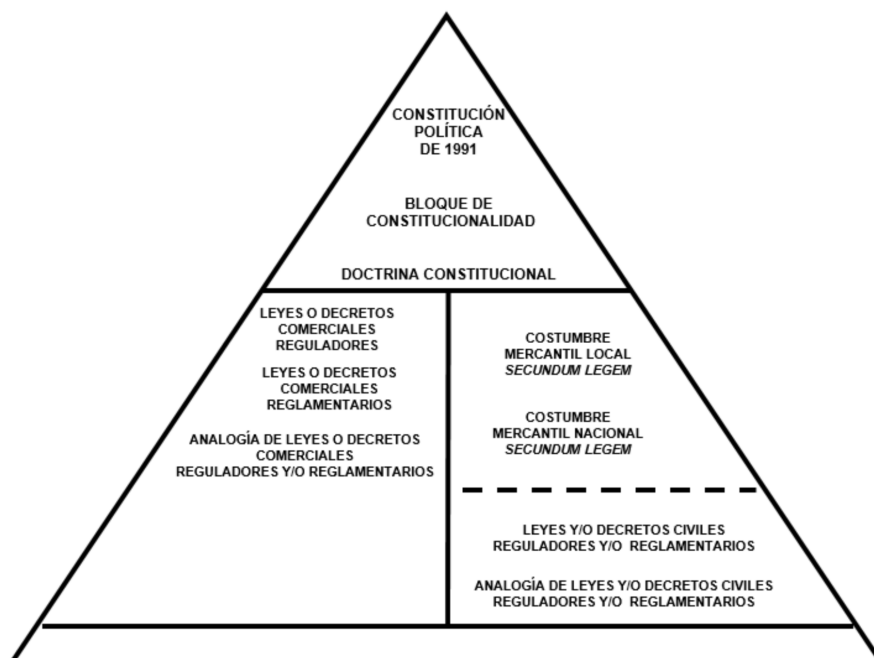 CONSTITUCIÓN
POLÍTICA
DE 1991
BLOQUE DE
CONSTITUCIONALIDAD
DOCTRINA CONSTITUCIONAL
LEYES O DECRETOS
COMERCIALES
REGULADORES
LEYES O DECRETOS
COMERCIALES
REGLAMENTARIOS
ANALOGÍA DE LEYES O DECRETOS
COMERCIALES
REGULADORES Y/O REGLAMENTARIOS
COSTUMBRE
MERCANTIL LOCAL
SECUNDUM LEGEM
COSTUMBRE
MERCANTIL NACIONAL
SECUNDUM LEGEM
LEYES Y/O DECRETOS CIVILES
REGULADORES Y/O REGLAMENTARIOS
ANALOGÍA DE LEYES Y/O DECRETOS CIVILES
REGULADORES Y/O REGLAMENTARIOS